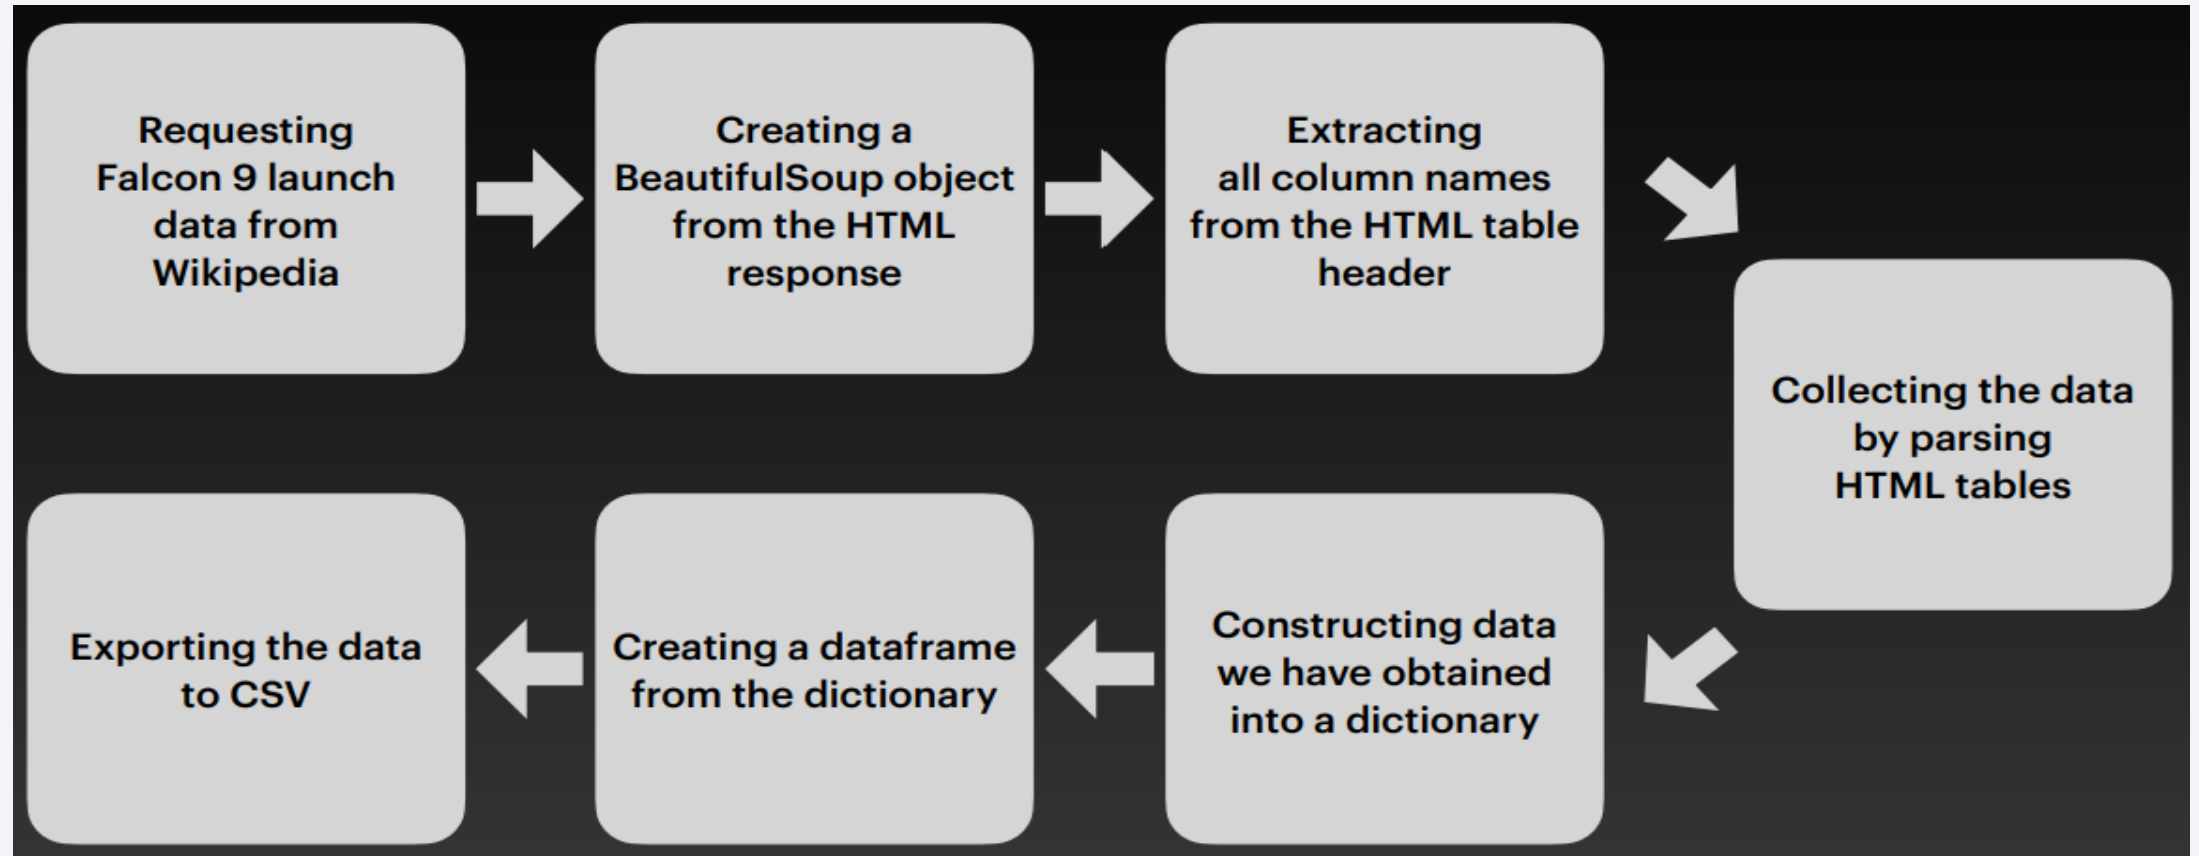 Requesting
Falcon 9 launch
data from
Wikipedia
Creating a
BeautifulSoup object
from the HTML
response
Extracting
all column names
from the HTML table
header
Collecting the data
by parsing
HTML tables
Constructing data
we have obtained
into a dictionary
Creating a dataframe
from the dictionary
Exporting the data
to CSV